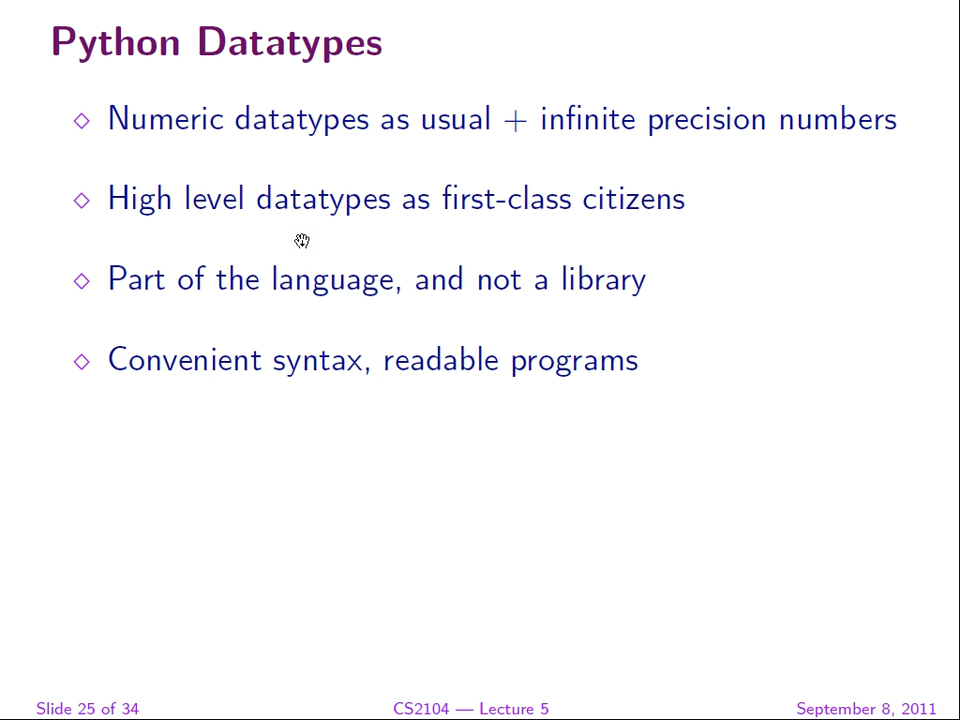 Python Datatypes
Numeric datatypes as usual + infinite precision numbers
High level datatypes as first-class citizens
Part of the language, and not a library
Convenient syntax, readable programs
Slide 25 of 34
CS2104 — Lecture 5
September 8, 2011